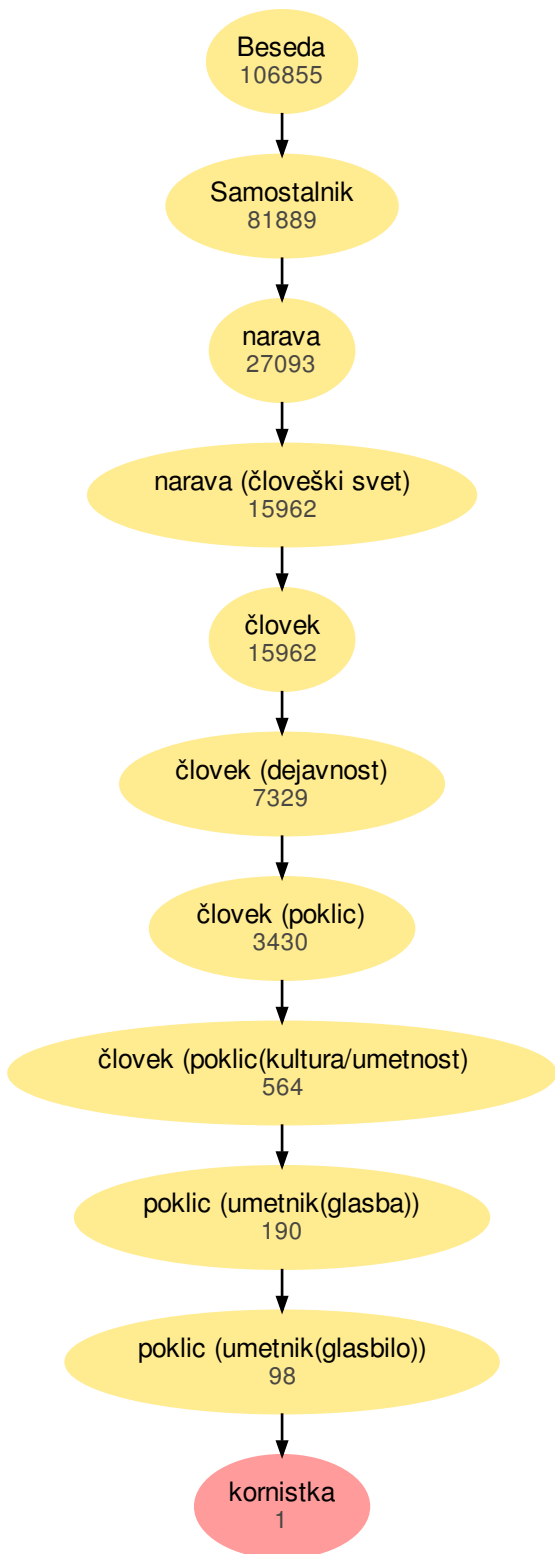 Beseda
106855
Samostalnik
81889
narava
27093
narava (človeški svet)
15962
človek
15962
človek (dejavnost)
7329
človek (poklic)
3430
človek (poklic(kultura/umetnost)
564
poklic (umetnik(glasba))
190
poklic (umetnik(glasbilo))
98
kornistka
1